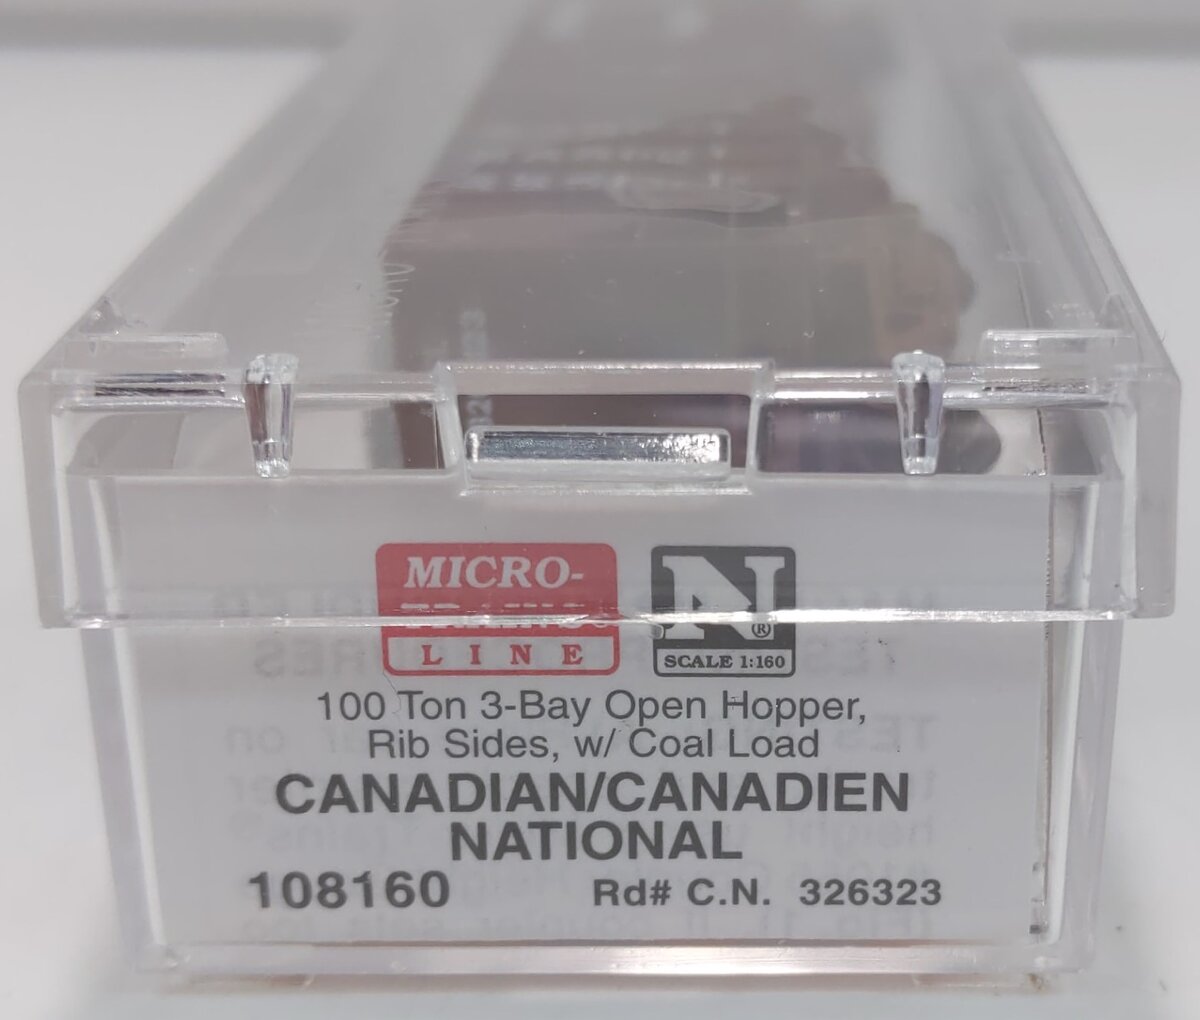 MICRO-
TRAINS®
LINE
N®
SCALE 1:160
100 Ton 3-Bay Open Hopper,
Rib Sides, w/ Coal Load
CANADIAN/CANADIEN
NATIONAL
108160 Rd# C.N. 326323